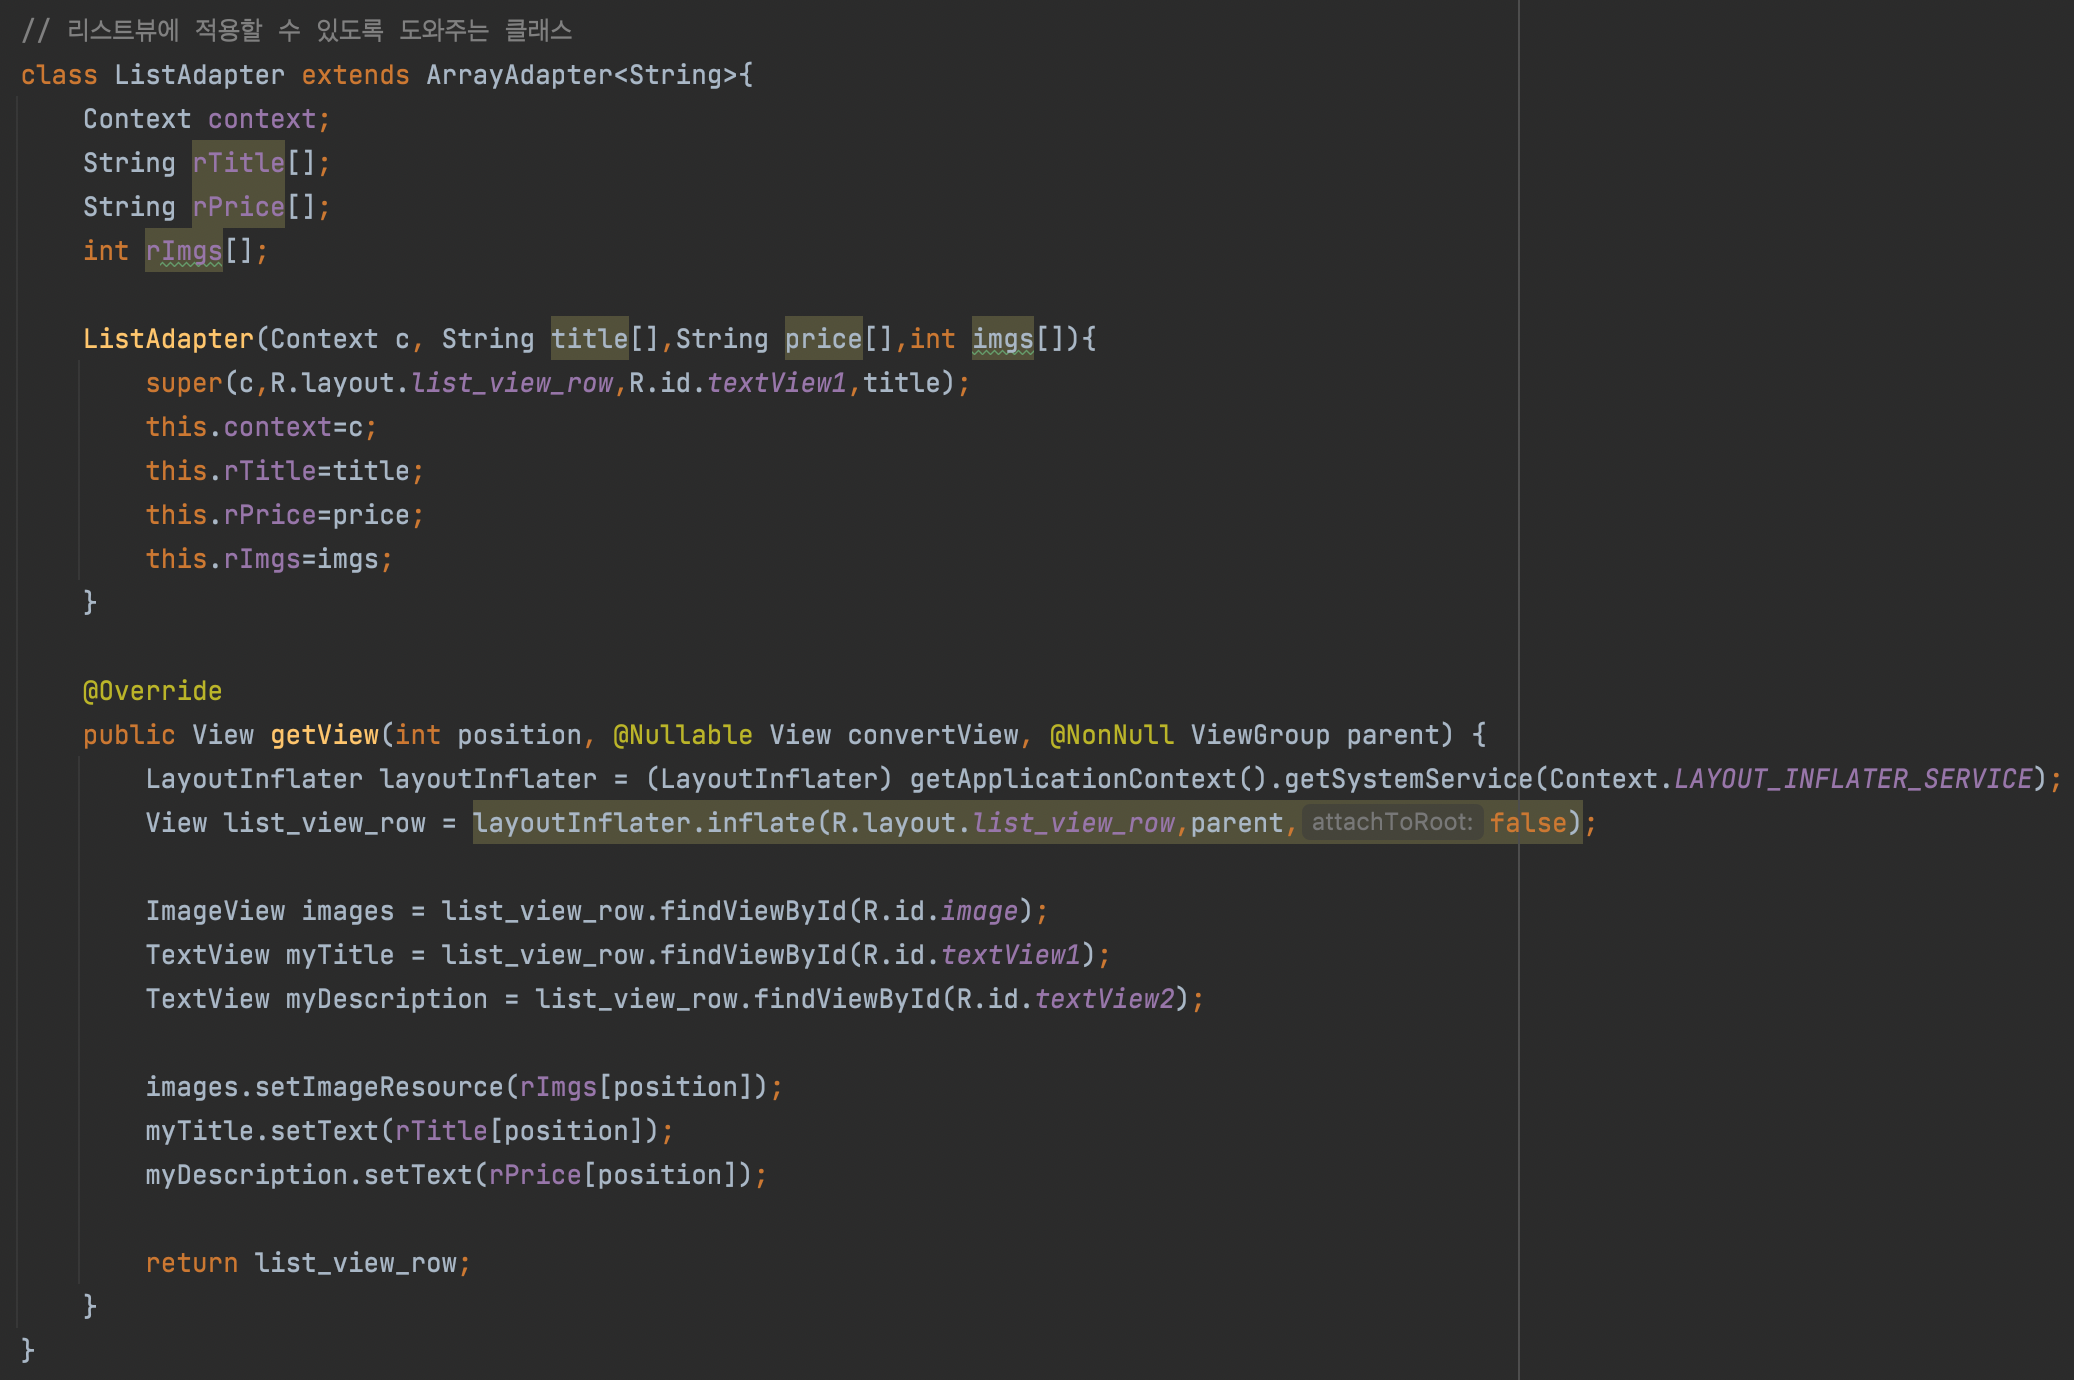 // 리스트뷰에 적용할 수 있도록 도와주는 클래스
class ListAdapter extends ArrayAdapter<String>{
    Context context;
    String rTitle[];
    String rPrice[];
    int rImgs[];

    ListAdapter(Context c, String title[],String price[],int imgs[]){
        super(c,R.layout.list_view_row,R.id.textView1,title);
        this.context=c;
        this.rTitle=title;
        this.rPrice=price;
        this.rImgs=imgs;
    }

    @Override
    public View getView(int position, @Nullable View convertView, @NonNull ViewGroup parent) {
        LayoutInflater layoutInflater = (LayoutInflater) getApplicationContext().getSystemService(Context.LAYOUT_INFLATER_SERVICE);
        View list_view_row = layoutInflater.inflate(R.layout.list_view_row,parent, attachToRoot: false);

        ImageView images = list_view_row.findViewById(R.id.image);
        TextView myTitle = list_view_row.findViewById(R.id.textView1);
        TextView myDescription = list_view_row.findViewById(R.id.textView2);

        images.setImageResource(rImgs[position]);
        myTitle.setText(rTitle[position]);
        myDescription.setText(rPrice[position]);

        return list_view_row;
    }
}